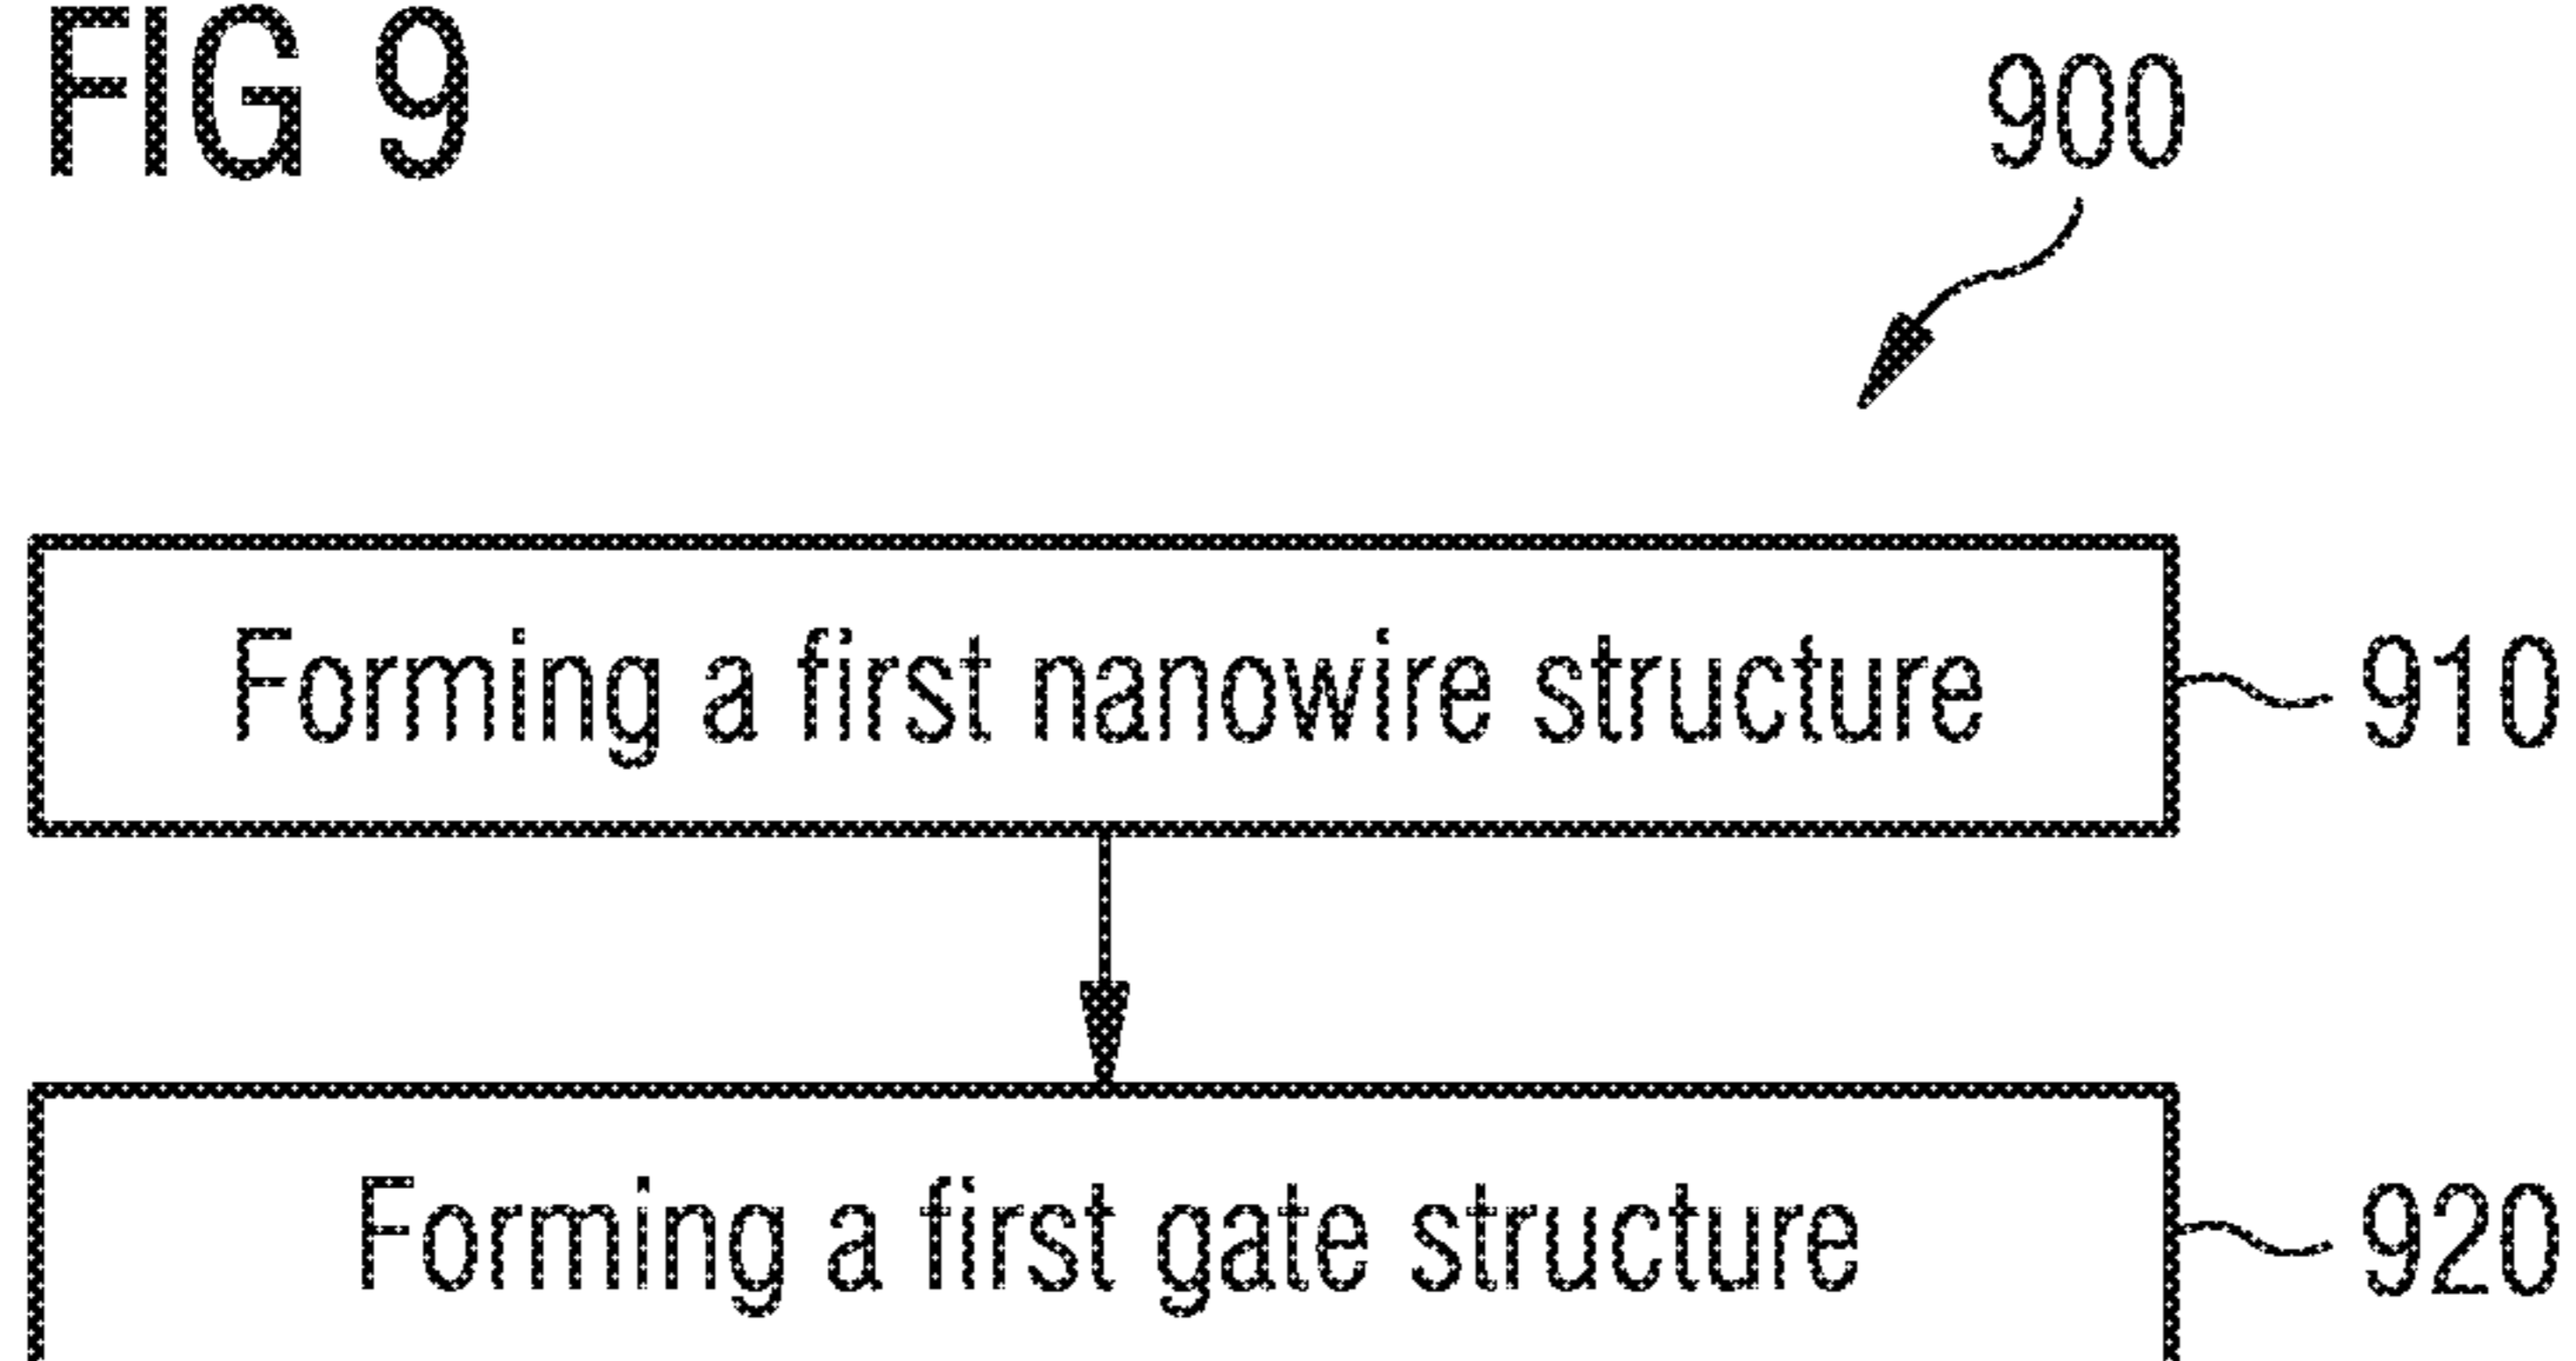 FIG 9
900
Forming a first nanowire structure
910
Forming a first gate structure
920